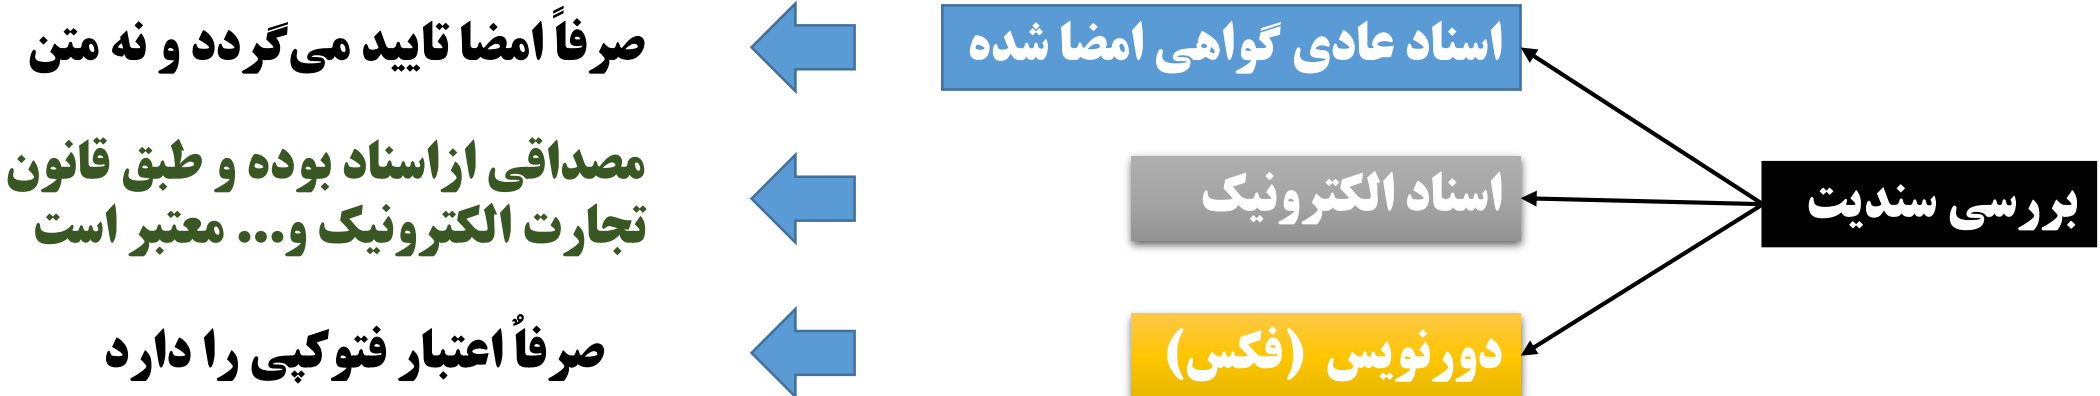 بررسی سندیت
اسناد عادی گواهی امضا شده
صرفاً امضا تایید می‌گردد و نه متن
اسناد الکترونیک
مصداقی از اسناد بوده و طبق قانون
تجارت الکترونیک و... معتبر است
دورنویس (فکس)
صرفاٌ اعتبار فتوکپی را دارد